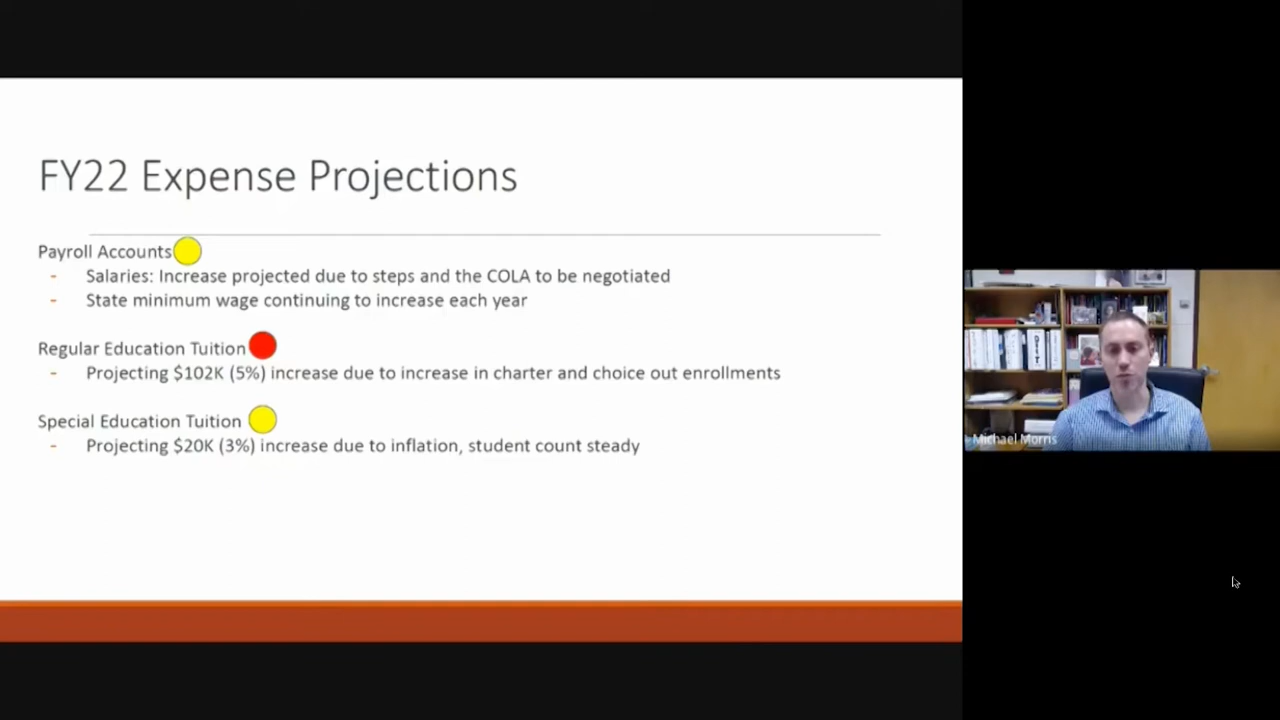 FY22 Expense Projections
Payroll Accounts
- Salaries: Increase projected due to steps and the COLA to be negotiated
- State minimum wage continuing to increase each year
Regular Education Tuition
- Projecting $102K (5%) increase due to increase in charter and choice out enrollments
Special Education Tuition
- Projecting $20K (3%) increase due to inflation, student count steady
Michael Morris